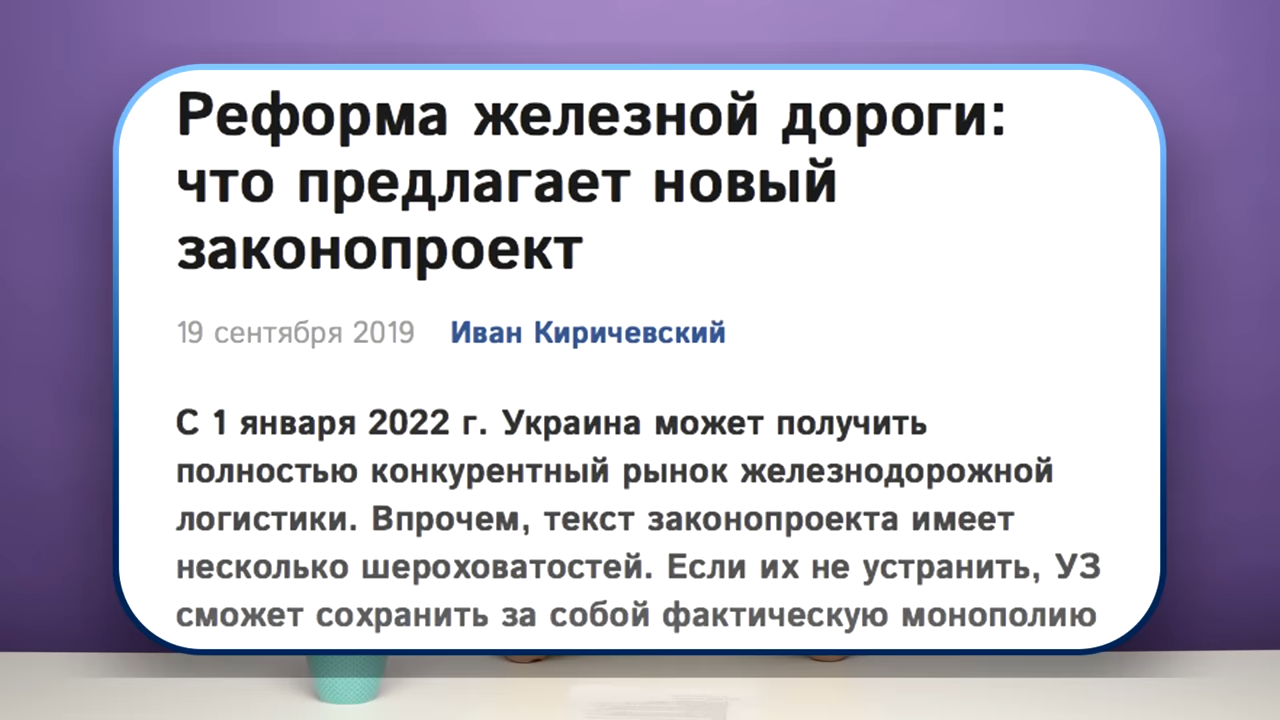 Реформа железной дороги:
что предлагает новый
законопроект
19 сентября 2019 Иван Киричевский
С 1 января 2022 г. Украина может получить
полностью конкурентный рынок железнодорожной
логистики. Впрочем, текст законопроекта имеет
несколько шероховатостей. Если их не устранить, УЗ
сможет сохранить за собой фактическую монополию